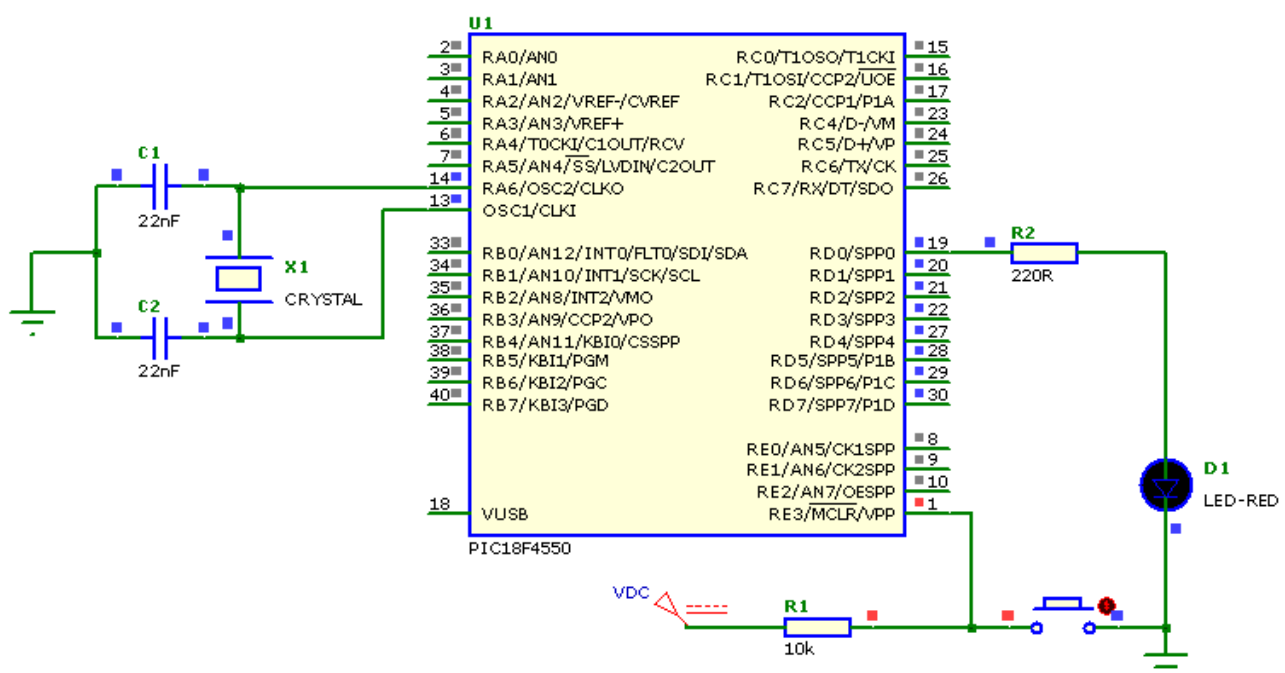 U1
2
RA0/AN0
3
RA1/AN1
4
RA2/AN2/VREF-/CVREF
5
RA3/AN3/VREF+
6
RA4/T0CKI/C1OUT/RCV
7
RA5/AN4/SS/LVDIN/C2OUT
14
RA6/OSC2/CLKO
13
OSC1/CLKI
33
RB0/AN12/INT0/FLT0/SDI/SDA
34
RB1/AN10/INT1/SCK/SCL
35
RB2/AN8/INT2/VMO
36
RB3/AN9/CCP2/VPO
37
RB4/AN11/KBI0/CSSPP
38
RB5/KBI1/PGM
39
RB6/KBI2/PGC
40
RB7/KBI3/PGD
18
VUSB
RC0/T1OSO/T1CKI
15
RC1/T1OSI/CCP2/UOE
16
RC2/CCP1/P1A
17
RC4/D-/VM
23
RC5/D+/VP
24
RC6/TX/CK
25
RC7/RX/DT/SDO
26
RD0/SPP0
19
RD1/SPP1
20
RD2/SPP2
21
RD3/SPP3
22
RD4/SPP4
27
RD5/SPP5/P1B
28
RD6/SPP6/P1C
29
RD7/SPP7/P1D
30
RE0/AN5/CK1SPP
8
RE1/AN6/CK2SPP
9
RE2/AN7/OESPP
10
RE3/MCLR/VPP
1
PIC18F4550
C1
22nF
X1
CRYSTAL
C2
22nF
R2
220R
D1
LED-RED
VDC
R1
10k